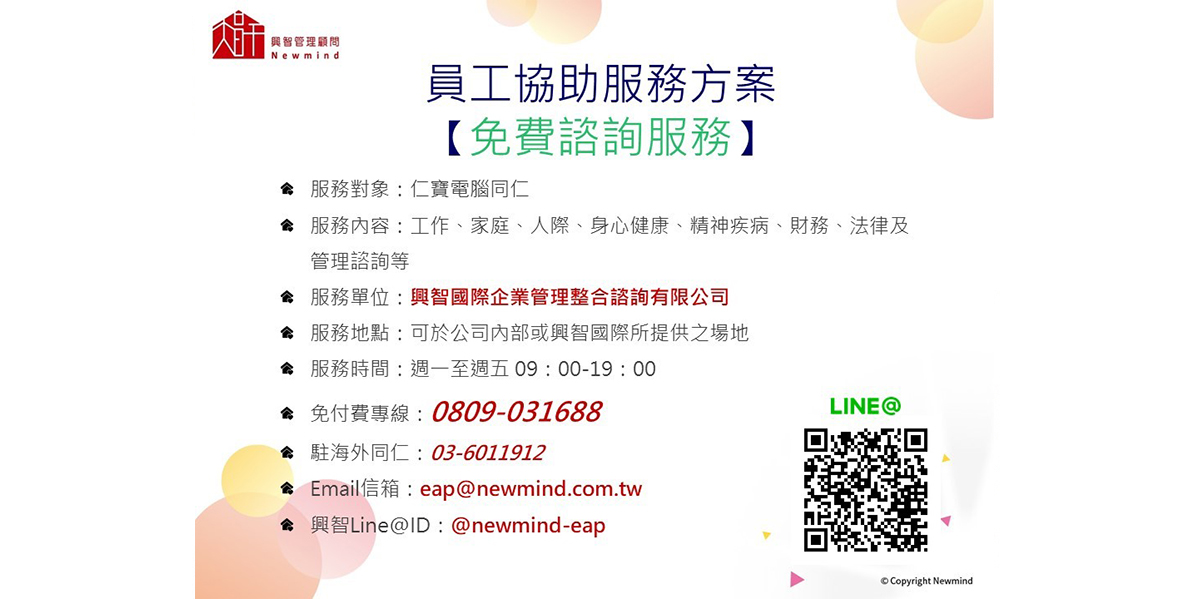 興智管理顧問
Newmind
員工協助服務方案
【免費諮詢服務】
服務對象：仁寶電腦同仁
服務內容：工作、家庭、人際、身心健康、精神疾病、財務、法律及
管理諮詢等
服務單位：興智國際企業管理整合諮詢有限公司
服務地點：可於公司內部或興智國際所提供之場地
服務時間：週一至週五 09：00-19：00
免付費專線：0809-031688
駐海外同仁：03-6011912
Email信箱：eap@newmind.com.tw
興智Line@ID：@newmind-eap
LINE@
© Copyright Newmind